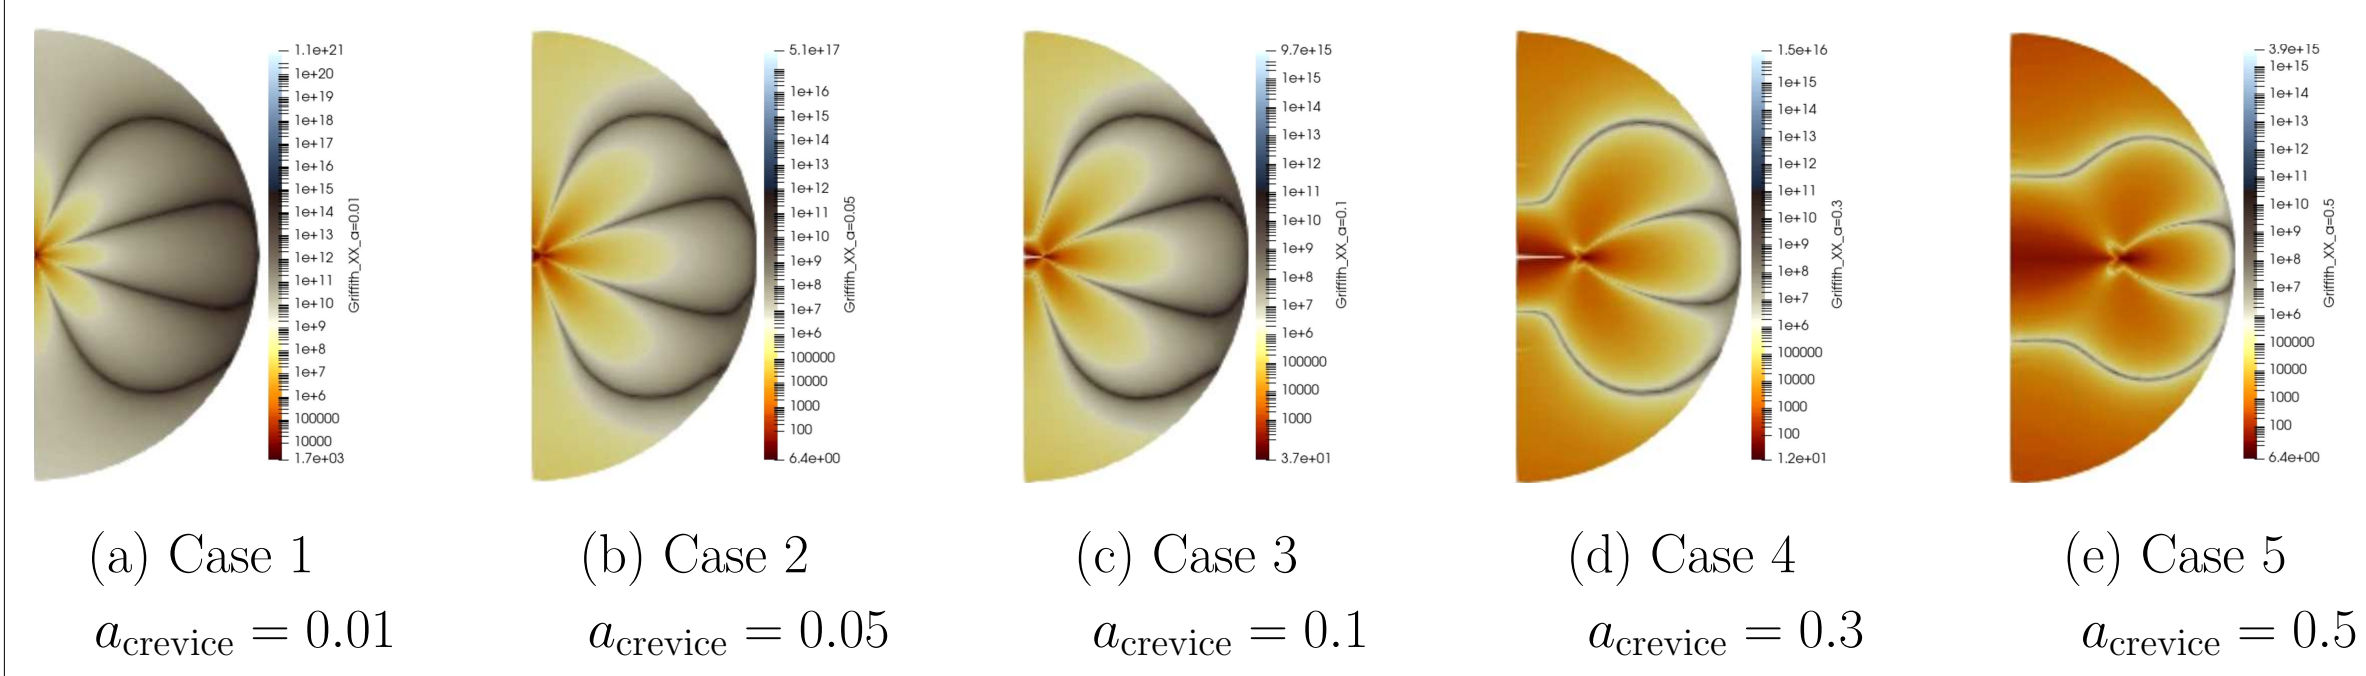 1.1e+21
1e+20
1e+19
1e+18
1e+17
1e+16
1e+15
1e+14
1e+13
1e+12
1e+11
1e+10
1e+9
1e+8
1e+7
1e+6
100000
10000
1.7e+03
Griffith_XX_a=0.01
5.1e+17
1e+16
1e+15
1e+14
1e+13
1e+12
1e+11
1e+10
1e+9
1e+8
1e+7
1e+6
100000
10000
1000
100
6.4e+00
Griffith_XX_a=0.05
9.7e+15
1e+15
1e+14
1e+13
1e+12
1e+11
1e+10
1e+9
1e+8
1e+7
1e+6
100000
10000
1000
3.7e+01
Griffith_XX_a=0.1
1.5e+16
1e+15
1e+14
1e+13
1e+12
1e+11
1e+10
1e+9
1e+8
1e+7
1e+6
100000
10000
1000
100
1.2e+01
Griffith_XX_a=0.3
3.9e+15
1e+15
1e+14
1e+13
1e+12
1e+11
1e+10
1e+9
1e+8
1e+7
1e+6
100000
10000
1000
100
6.4e+00
Griffith_XX_a=0.5
(a) Case 1
a_crevice = 0.01
(b) Case 2
a_crevice = 0.05
(c) Case 3
a_crevice = 0.1
(d) Case 4
a_crevice = 0.3
(e) Case 5
a_crevice = 0.5